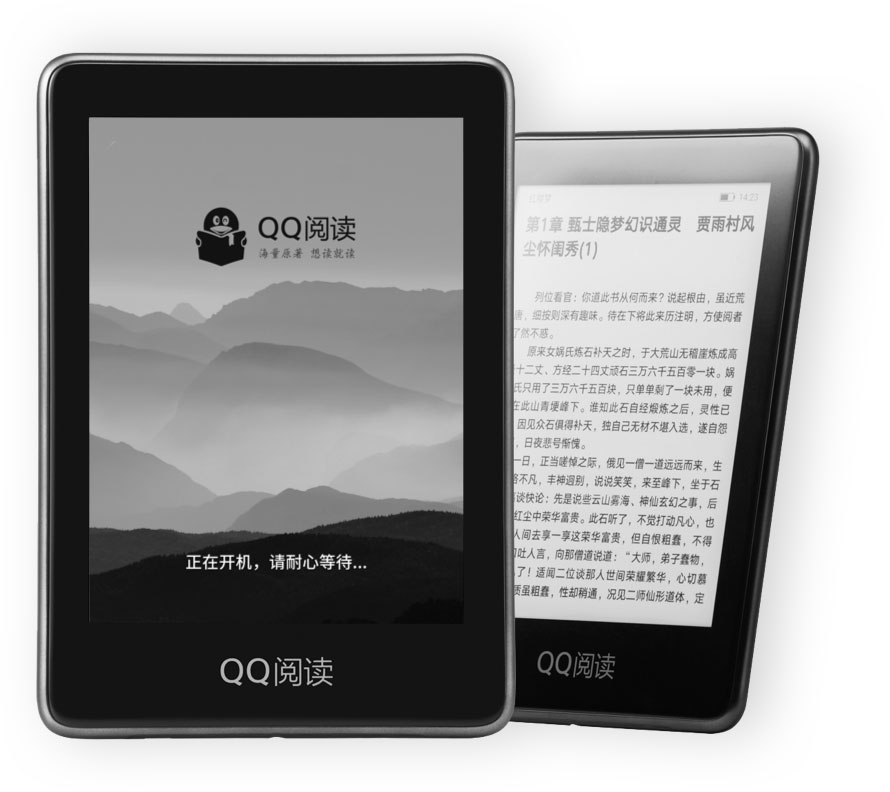 QQ阅读
海量原著 想读就读
正在开机，请耐心等待...
QQ阅读
红楼梦
14:23
第1章 甄士隐梦幻识通灵 贾雨村风
尘怀闺秀(1)
列位看官：你道此书从何而来？说起根由，虽近荒
唐，细按则深有趣味。待在下将此来历注明，方使阅者
了然不惑。
原来女娲氏炼石补天之时，于大荒山无稽崖炼成高
十二丈、方经二十四丈顽石三万六千五百零一块。娲
氏只用了三万六千五百块，只单单剩了一块未用，便
在此山青埂峰下。谁知此石自经煅炼之后，灵性已
因见众石俱得补天，独自己无材不堪入选，遂自怨
，日夜悲号惭愧。
一日，正当嗟悼之际，俄见一僧一道远远而来，生
格不凡，丰神迥别，说说笑笑，来至峰下，坐于石
谈快论：先是说些云山雾海、神仙玄幻之事，后
红尘中荣华富贵。此石听了，不觉打动凡心，也
人间去享一享这荣华富贵，但自恨粗蠢，不得
吐人言，向那僧道说道：“大师，弟子蠢物，
了！适闻二位谈那人世间荣耀繁华，心切慕
质虽粗蠢，性却稍通，况见二师仙形道体，定
QQ阅读